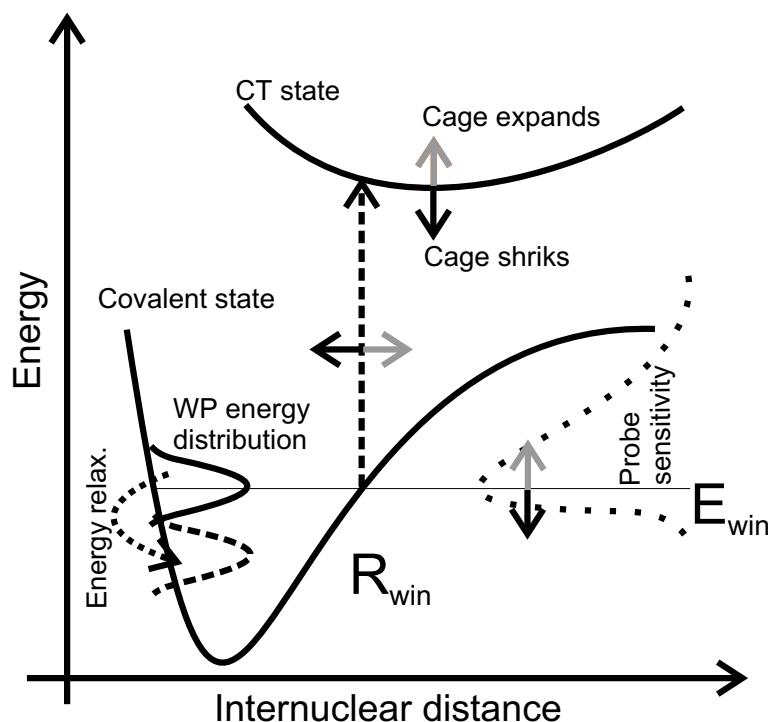 CT state
Cage expands
Cage shriks
Covalent state
Energy
WP energy
distribution
Energy relax.
Probe
sensitivity
E win
R win
Internuclear distance